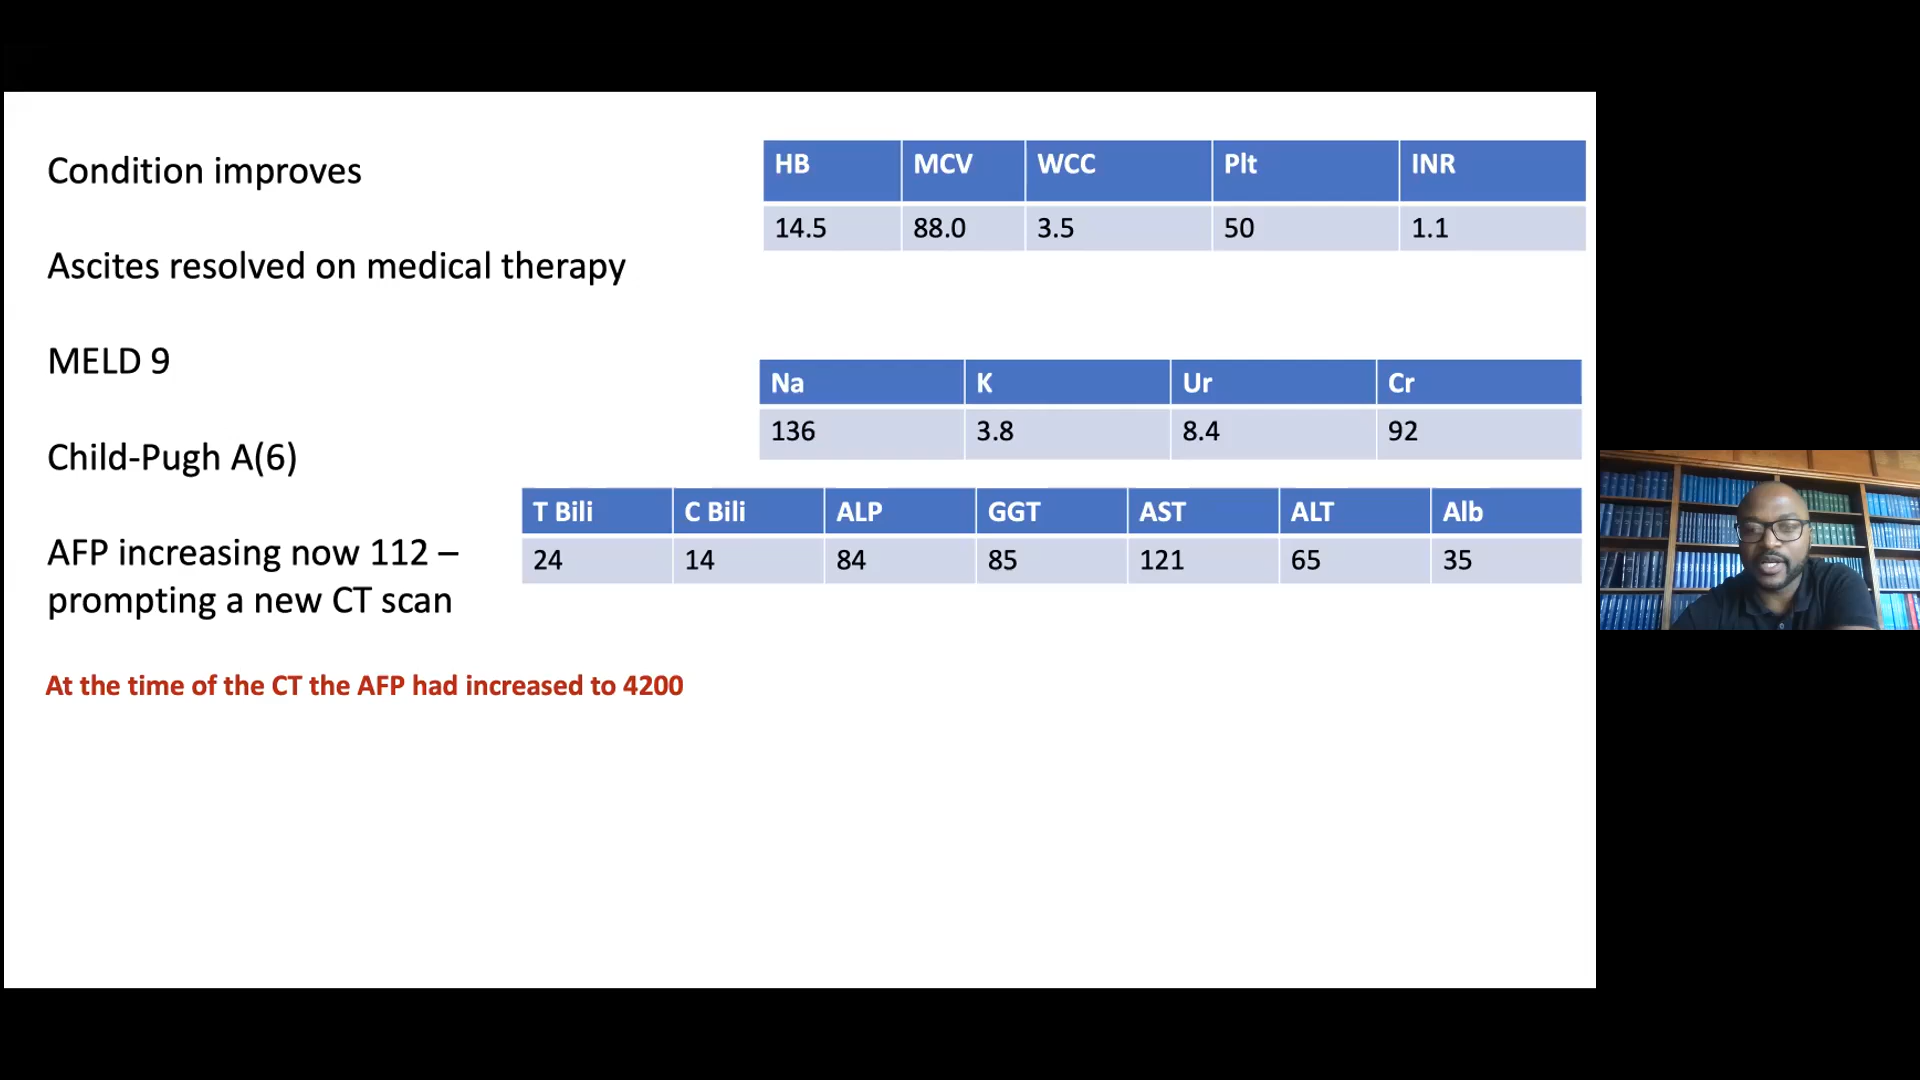 Condition improves
Ascites resolved on medical therapy
MELD 9
Child-Pugh A(6)
AFP increasing now 112 –
prompting a new CT scan
At the time of the CT the AFP had increased to 4200
HB MCV WCC Plt INR
14.5 88.0 3.5 50 1.1
Na K Ur Cr
136 3.8 8.4 92
T Bili C Bili ALP GGT AST ALT Alb
24 14 84 85 121 65 35